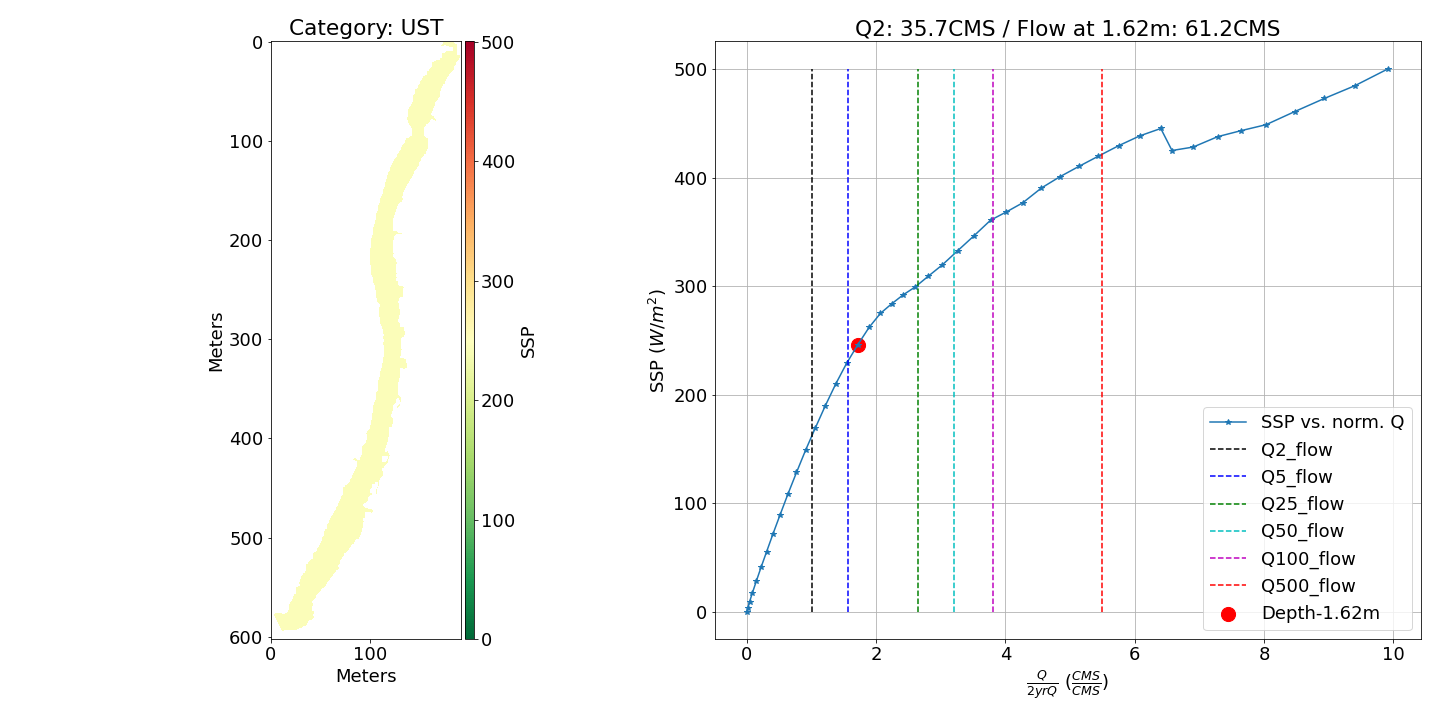 Category: UST
0
100
200
300
400
500
600
Meters
0
100
Meters
500
400
300
200
100
0
SSP
Q2: 35.7CMS / Flow at 1.62m: 61.2CMS
500
400
300
200
100
0
SSP (W/m²)
0
2
4
6
8
10
Q/2yrQ (CMS/CMS)
SSP vs. norm. Q
Q2_flow
Q5_flow
Q25_flow
Q50_flow
Q100_flow
Q500_flow
Depth-1.62m